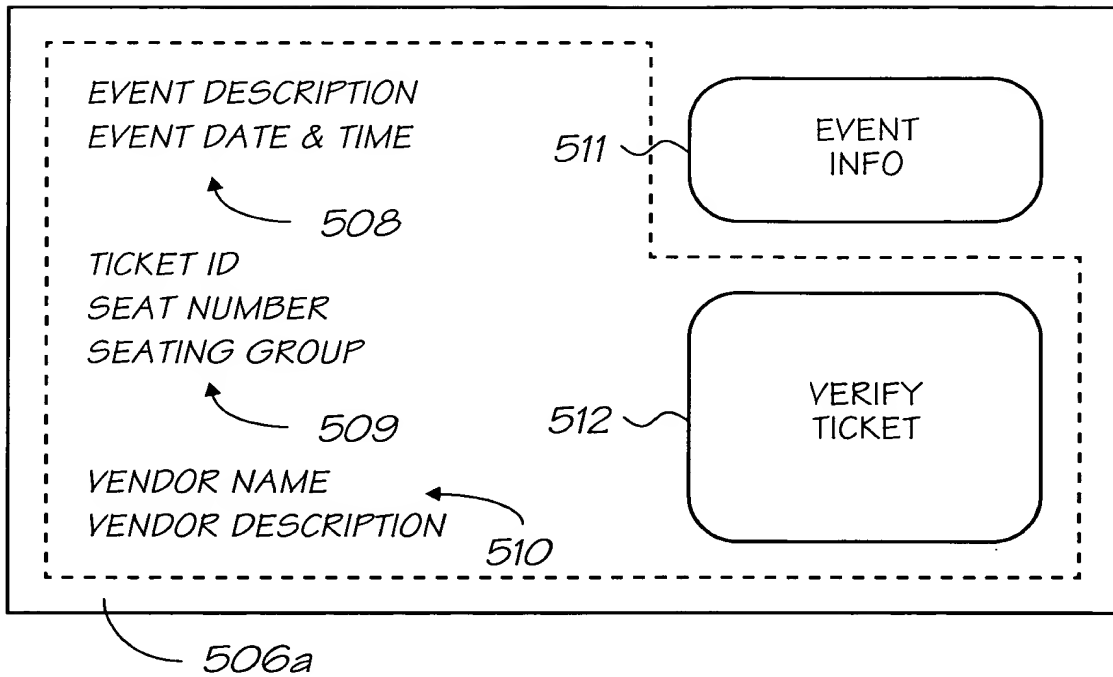 EVENT DESCRIPTION
EVENT DATE & TIME
508
TICKET ID
SEAT NUMBER
SEATING GROUP
509
VENDOR NAME
VENDOR DESCRIPTION
510
511
EVENT
INFO
512
VERIFY
TICKET
506a